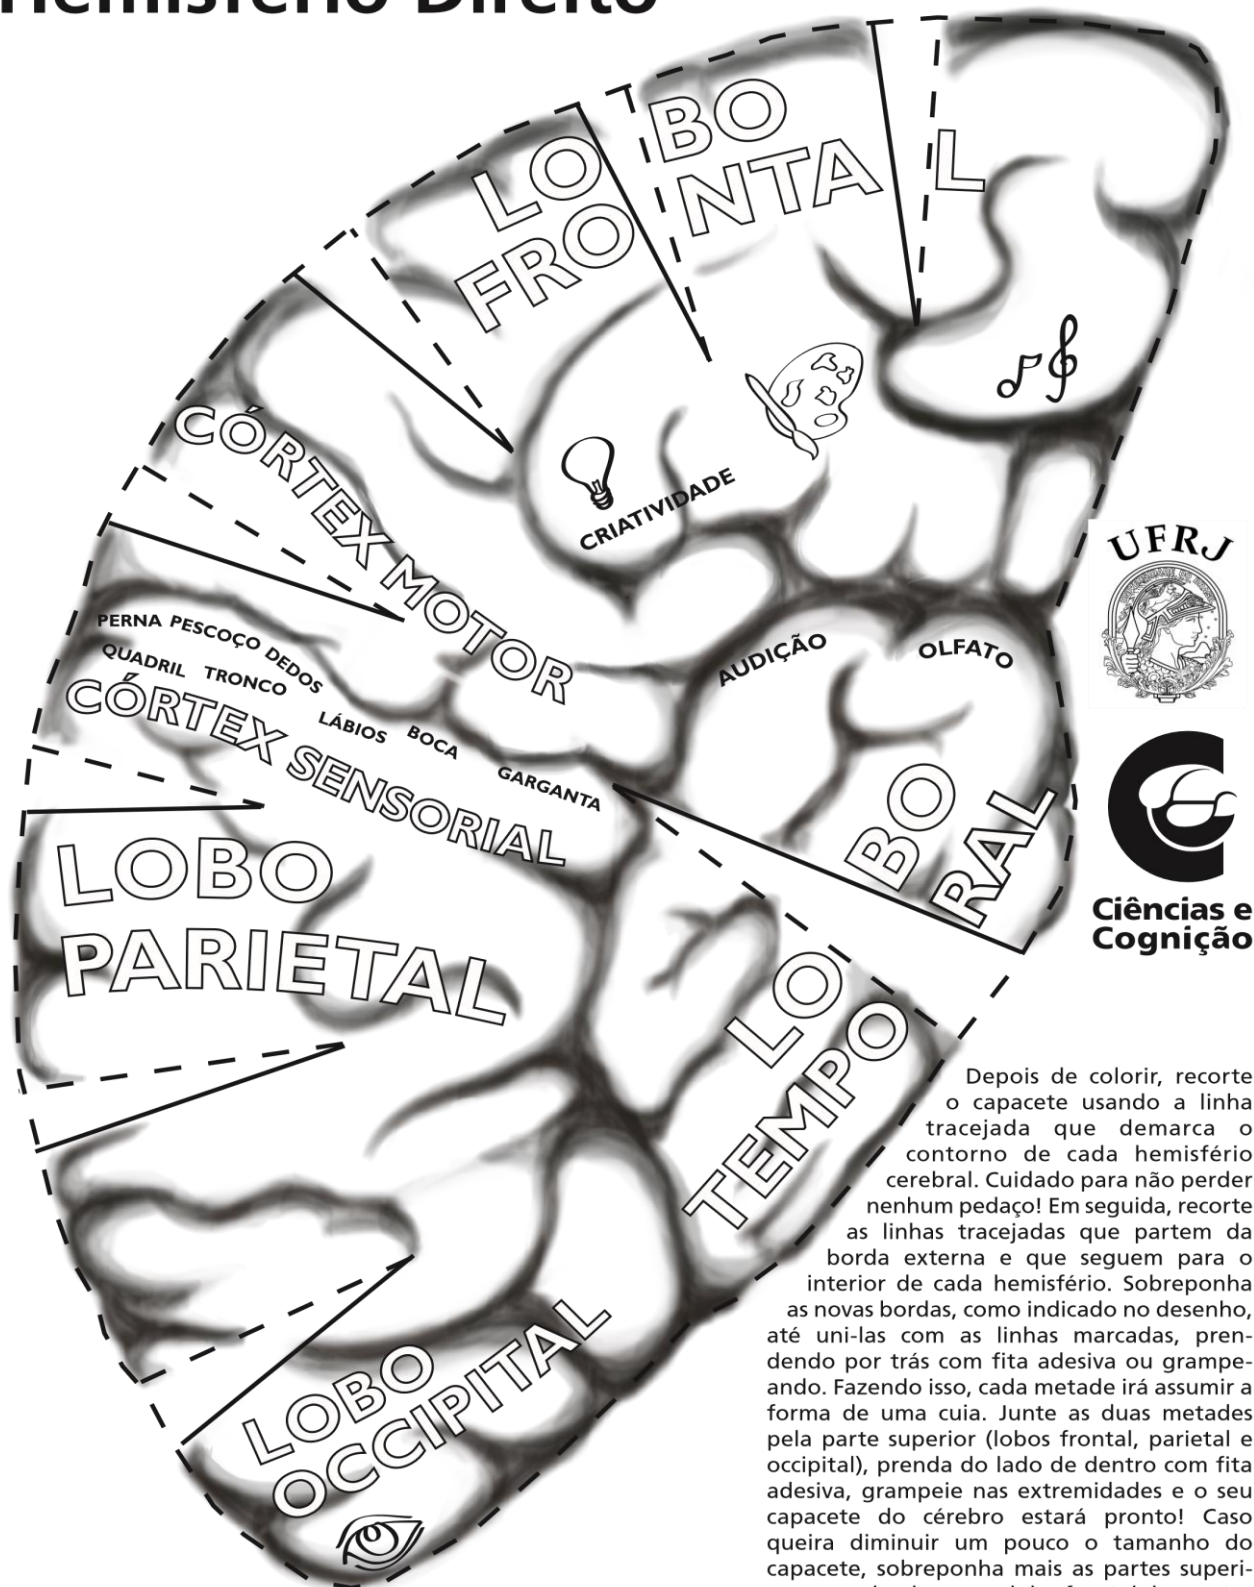 Hemisfério Direito
LO BO L
FRO NTA
CÓRTEX MOTOR
CRIATIVIDADE
PERNA PESCOÇO DEDOS
QUADRIL TRONCO
LÁBIOS BOCA
GARGANTA
CÓRTEX SENSORIAL
AUDIÇÃO OLFATO
UFRJ
LOBO
PARIETAL
LO BO
TEMPO RAL
Ciências e
Cognição
LOBO
OCCIPITAL
Depois de colorir, recorte
o capacete usando a linha
tracejada que demarca o
contorno de cada hemisfério
cerebral. Cuidado para não perder
nenhum pedaço! Em seguida, recorte
as linhas tracejadas que partem da
borda externa e que seguem para o
interior de cada hemisfério. Sobreponha
as novas bordas, como indicado no desenho,
até uni-las com as linhas marcadas, pren-
dendo por trás com fita adesiva ou grampe-
ando. Fazendo isso, cada metade irá assumir a
forma de uma cuia. Junte as duas metades
pela parte superior (lobos frontal, parietal e
occipital), prenda do lado de dentro com fita
adesiva, grampeie nas extremidades e o seu
capacete do cérebro estará pronto! Caso
queira diminuir um pouco o tamanho do
capacete, sobreponha mais as partes superi-